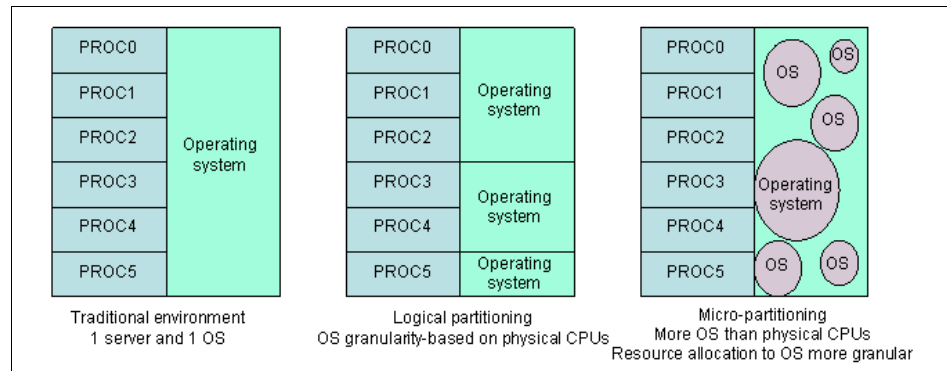 PROC0
PROC1
PROC2
PROC3
PROC4
PROC5
Operating
system
Traditional environment
1 server and 1 OS
PROC0
PROC1
PROC2
PROC3
PROC4
PROC5
Operating
system
Operating
system
Operating
system
Logical partitioning
OS granularity-based on physical CPUs
PROC0
PROC1
PROC2
PROC3
PROC4
PROC5
OS
OS
OS
Operating
system
OS
OS
Micro-partitioning
More OS than physical CPUs
Resource allocation to OS more granular